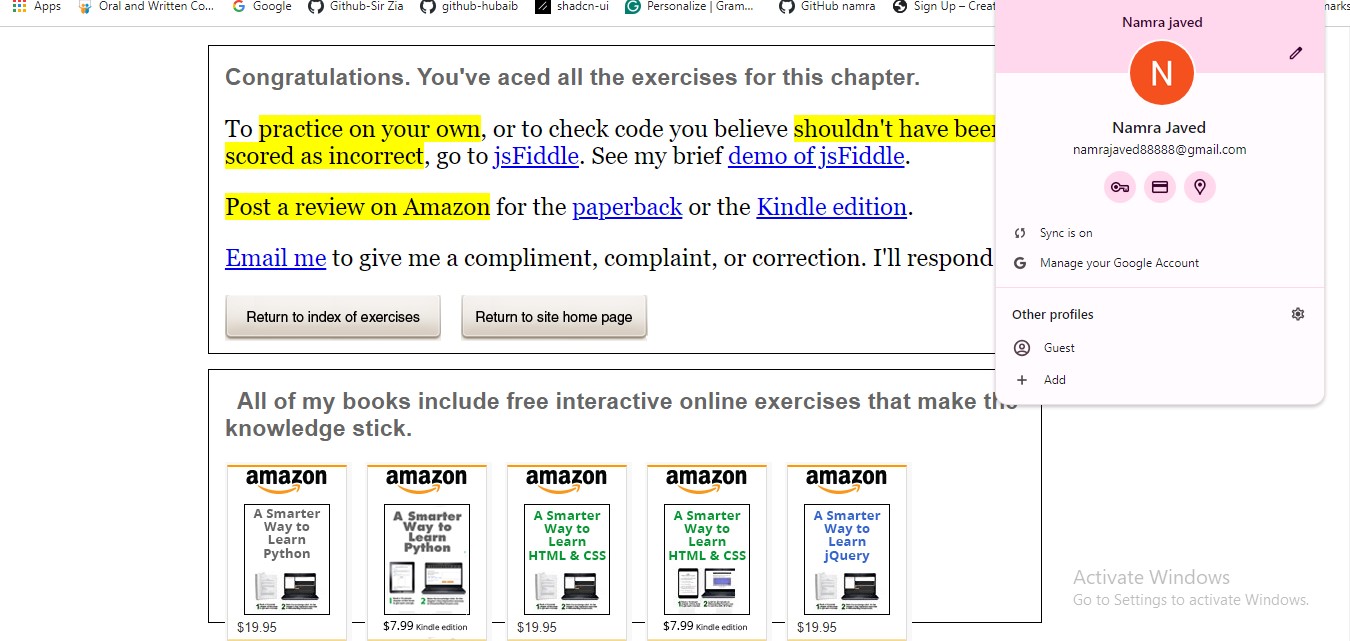 Apps Oral and Written Co... Google Github-Sir Zia github-hubaib shadcn-ui Personalize | Gram... GitHub namra Sign Up – Creat
Namra javed
N
Namra Javed
namrajaved88888@gmail.com
Sync is on
Manage your Google Account
Other profiles
Guest
Add
Congratulations. You've aced all the exercises for this chapter.
To practice on your own, or to check code you believe shouldn't have been
scored as incorrect, go to jsFiddle. See my brief demo of jsFiddle.
Post a review on Amazon for the paperback or the Kindle edition.
Email me to give me a compliment, complaint, or correction. I'll respond
Return to index of exercises Return to site home page
All of my books include free interactive online exercises that make the
knowledge stick.
amazon
A Smarter
Way to
Learn
Python
$19.95
amazon
A Smarter
Way to
Learn
Python
$7.99 Kindle edition
amazon
A Smarter
Way to
Learn
HTML & CSS
$19.95
amazon
A Smarter
Way to
Learn
HTML & CSS
$7.99 Kindle edition
amazon
A Smarter
Way to
Learn
jQuery
$19.95
Activate Windows
Go to Settings to activate Windows.